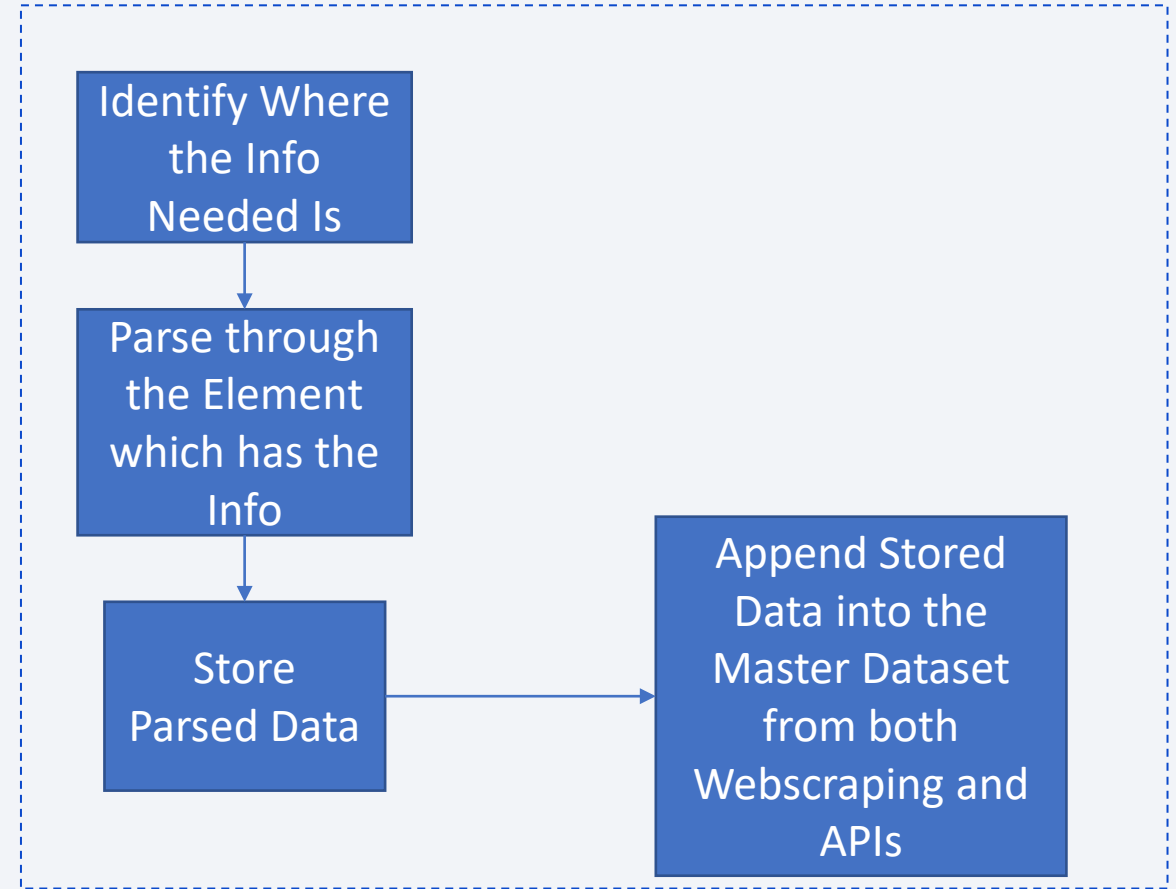 Identify Where
the Info
Needed Is
Parse through
the Element
which has the
Info
Store
Parsed Data
Append Stored
Data into the
Master Dataset
from both
Webscraping and
APIs